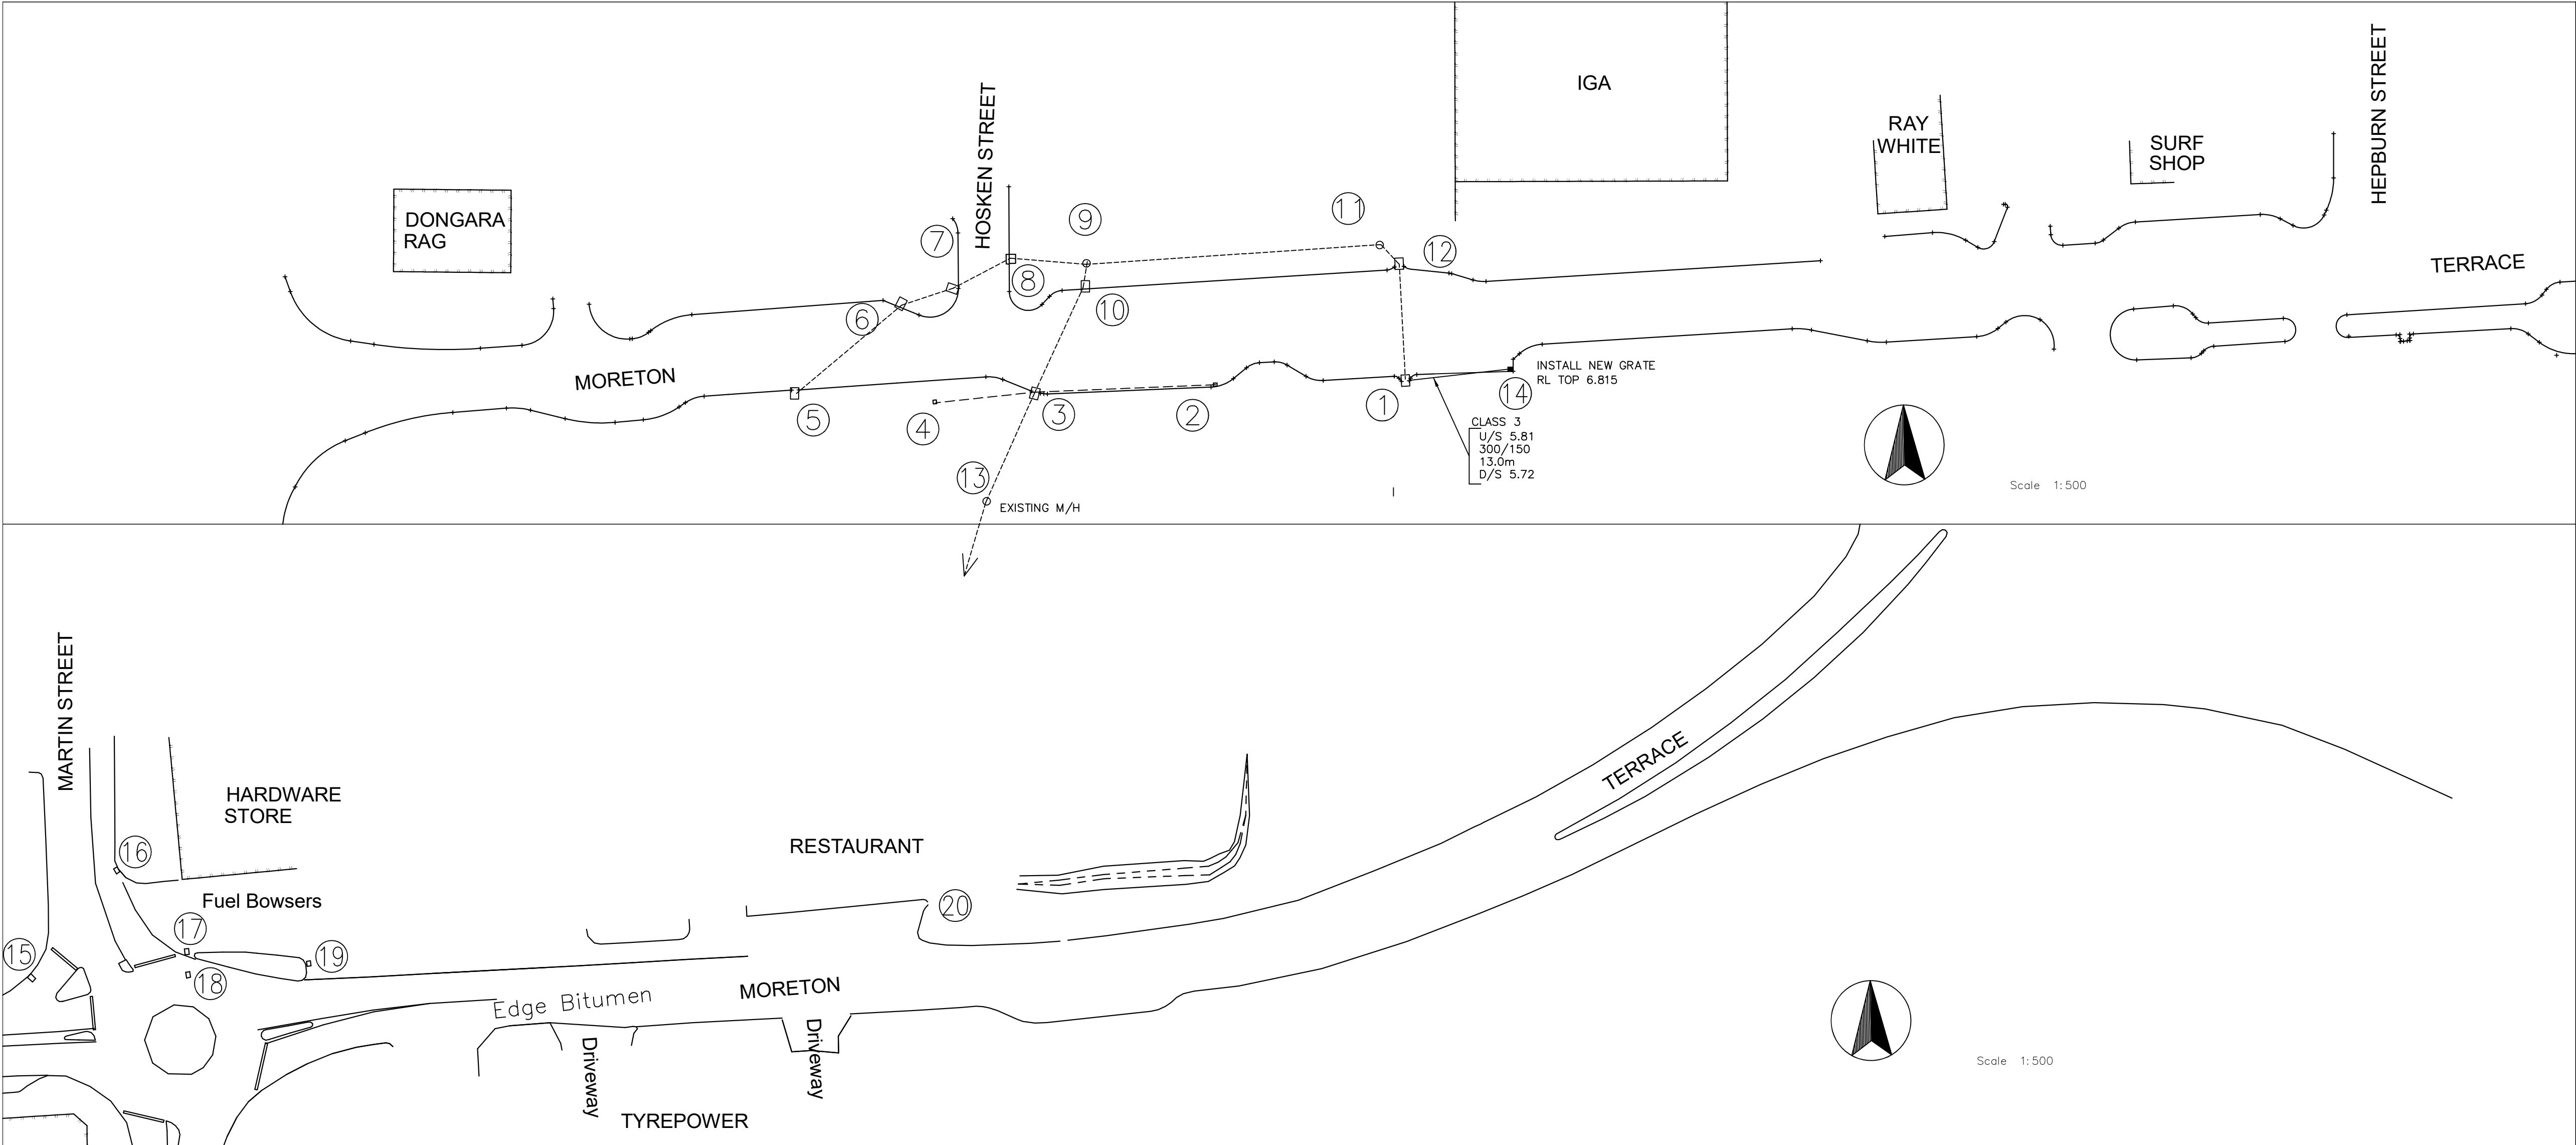 IGA
HEPBURN STREET
HOSKEN STREET
RAY
WHITE
SURF
SHOP
DONGARA
RAG
7
9
11
12
8
6
10
TERRACE
MORETON
5
4
3
2
1
14
INSTALL NEW GRATE
RL TOP 6.815
CLASS 3
U/S 5.81
300/150
13.0m
D/S 5.72
13
EXISTING M/H
Scale 1:500
MARTIN STREET
HARDWARE
STORE
TERRACE
RESTAURANT
16
Fuel Bowsers
20
17
15
19
18
MORETON
Edge Bitumen
Driveway
Driveway
TYREPOWER
Scale 1:500